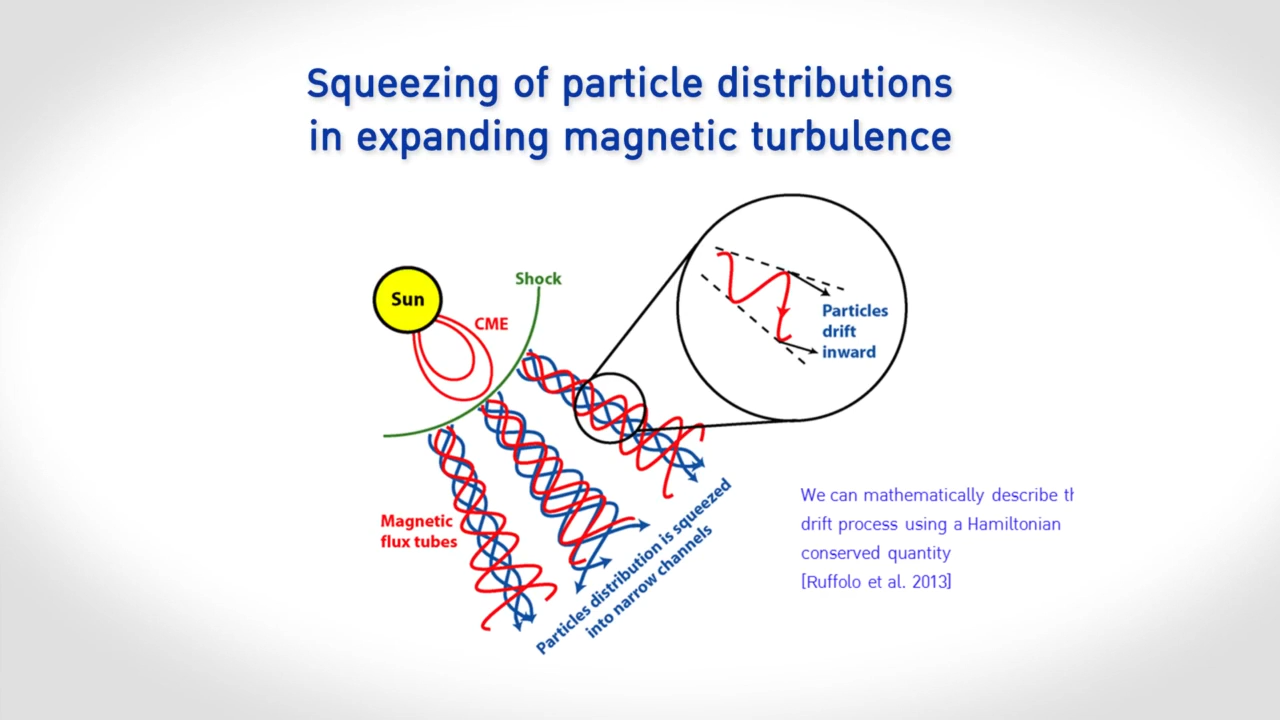 Squeezing of particle distributions
in expanding magnetic turbulence
Sun
CME
Shock
Particles
drift
inward
Magnetic
flux tubes
Particles distribution is squeezed
into narrow channels
We can mathematically describe
drift process using a Hamiltonian
conserved quantity
[Ruffolo et al. 2013]